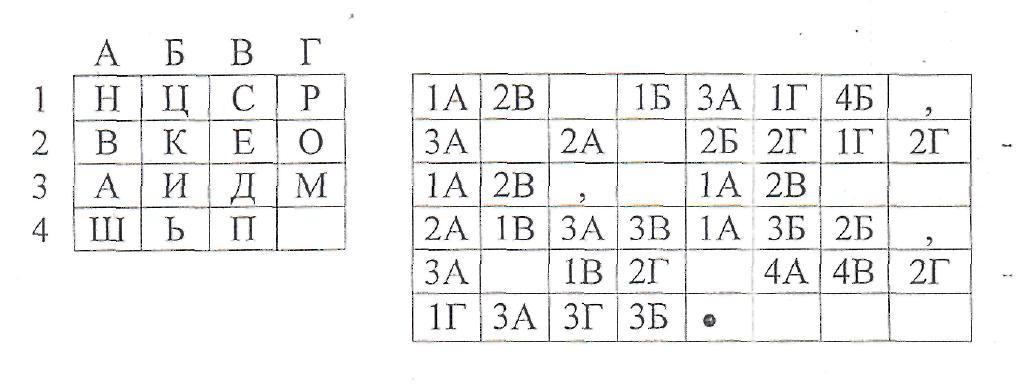 А Б В Г
1 Н Ц С Р
2 В К Е О
3 А И Д М
4 Ш Ь П
1А 2В 1Б 3А 1Г 4Б ,
3А 2А 2Б 2Г 1Г 2Г -
1А 2В , 1А 2В
2А 1В 3А 3В 1А 3Б 2Б ,
3А 1В 2Г 4А 4В 2Г -
1Г 3А 3Г 3Б .